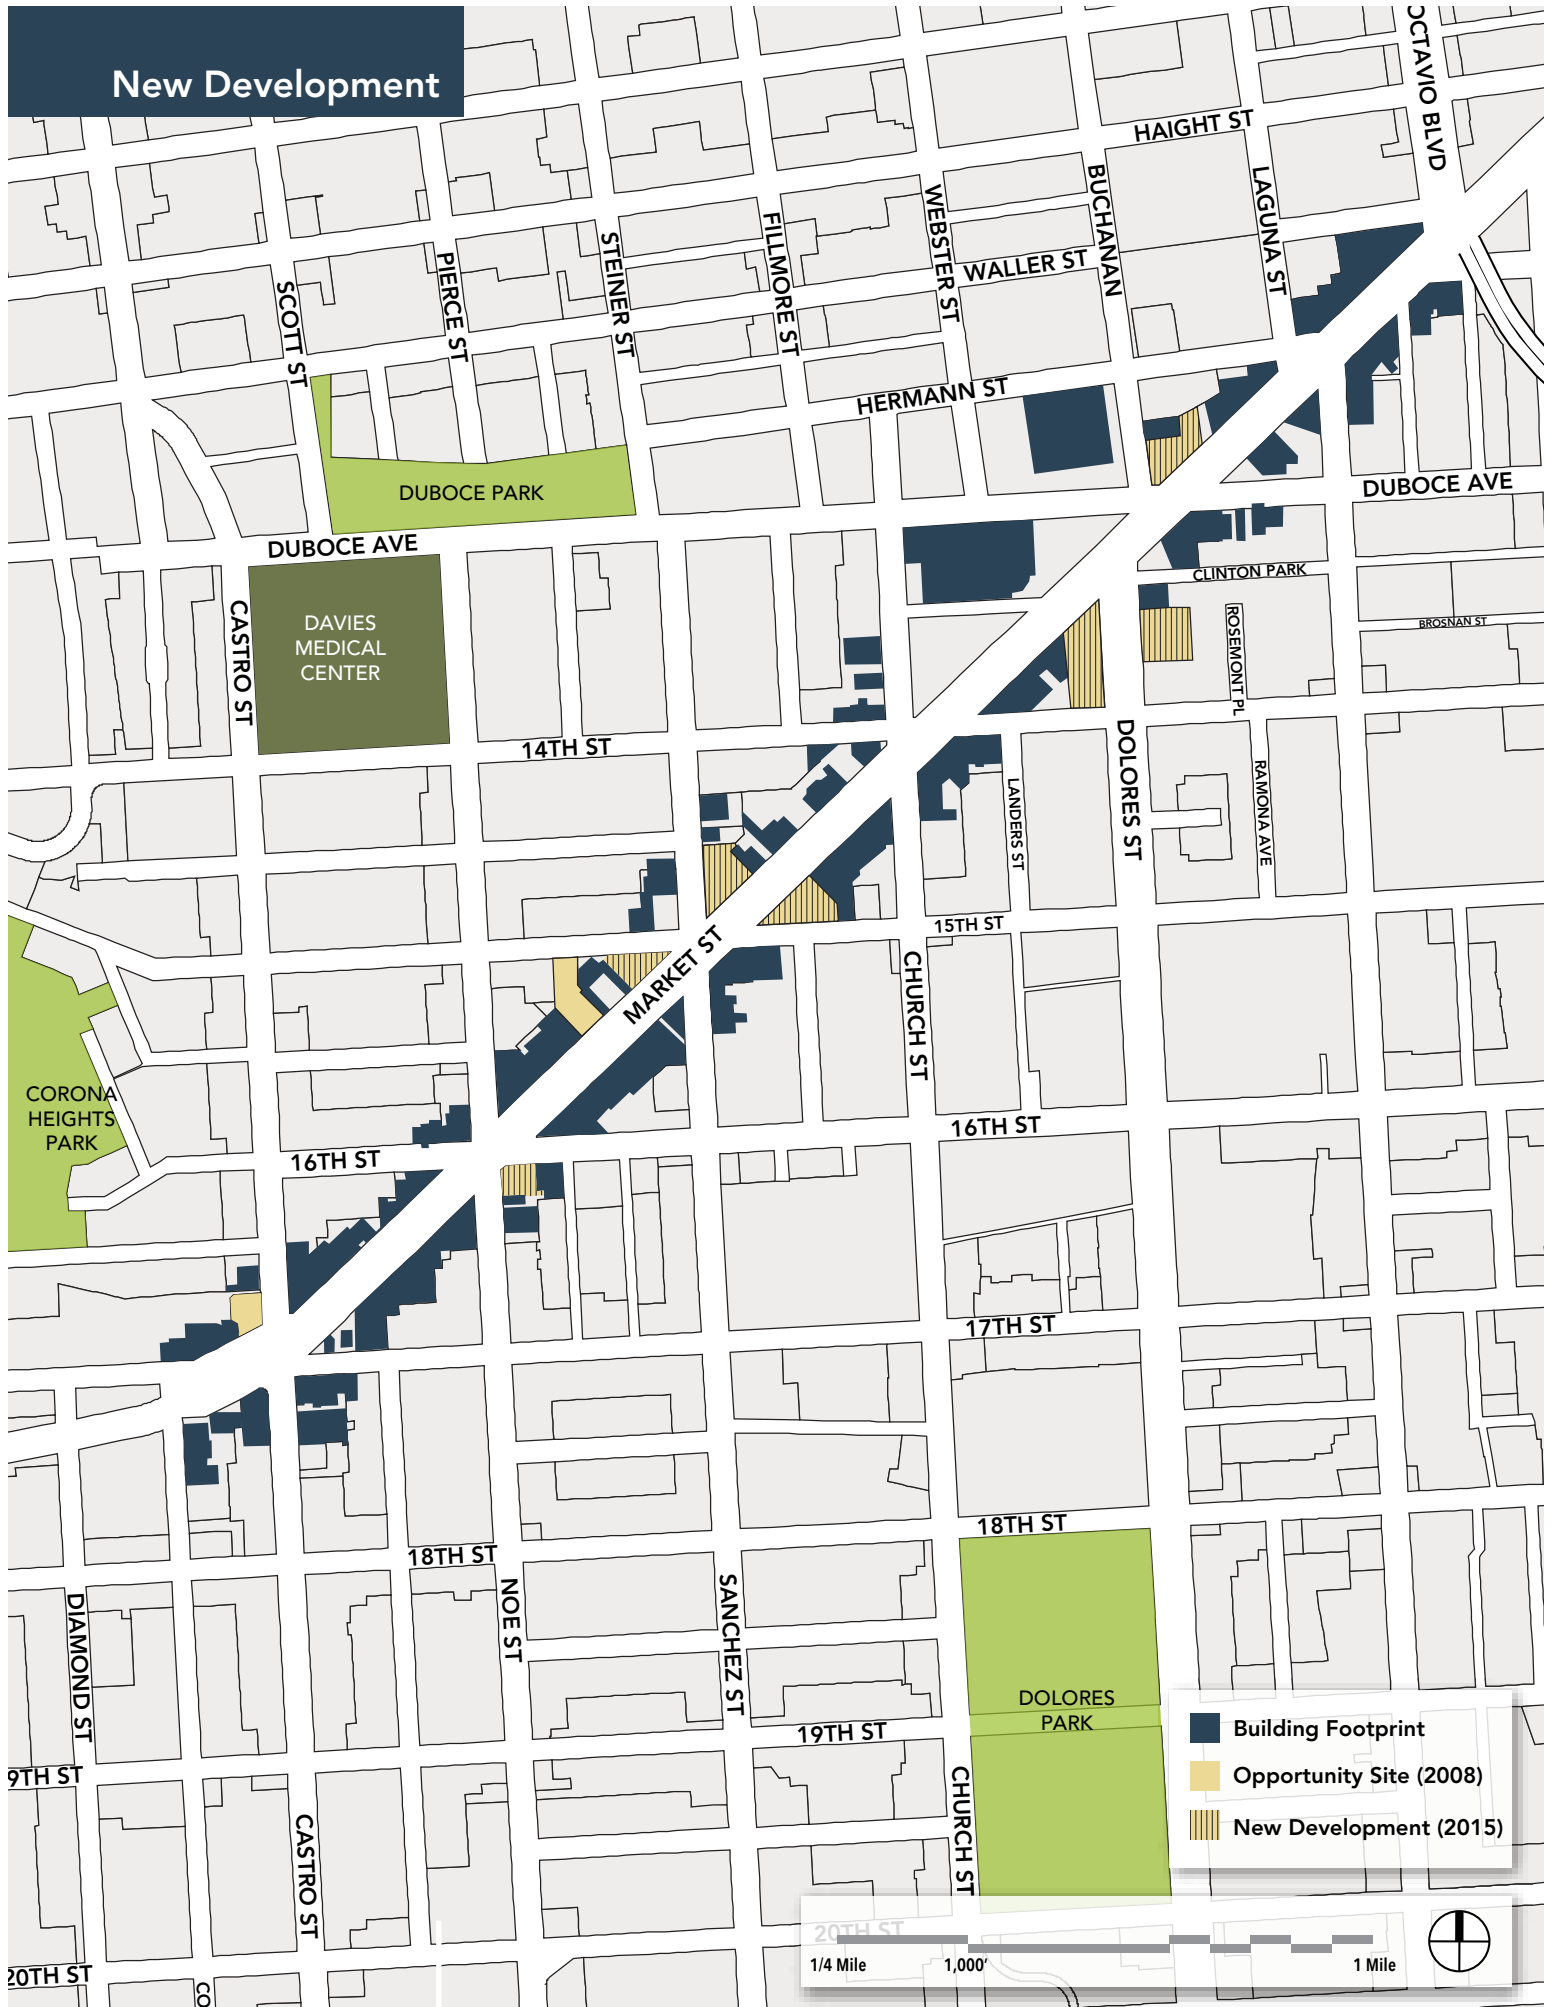 New Development
OCTAVIO BLVD
HAIGHT ST
BUCHANAN
LAGUNA ST
WEBSTER ST
FILLMORE ST
STEINER ST
PIERCE ST
SCOTT ST
WALLER ST
HERMANN ST
DUBOCE PARK
DUBOCE AVE
DUBOCE AVE
CLINTON PARK
BROSNAN ST
ROSEMONT PL
CASTRO ST
DAVIES
MEDICAL
CENTER
14TH ST
DOLORES ST
LANDERS ST
RAMONA AVE
15TH ST
MARKET ST
CHURCH ST
CORONA
HEIGHTS
PARK
16TH ST
16TH ST
17TH ST
18TH ST
18TH ST
DIAMOND ST
NOE ST
SANCHEZ ST
DOLORES
PARK
19TH ST
9TH ST
CASTRO ST
CHURCH ST
20TH ST
CO
Building Footprint
Opportunity Site (2008)
New Development (2015)
20TH ST
1/4 Mile
1,000'
1 Mile